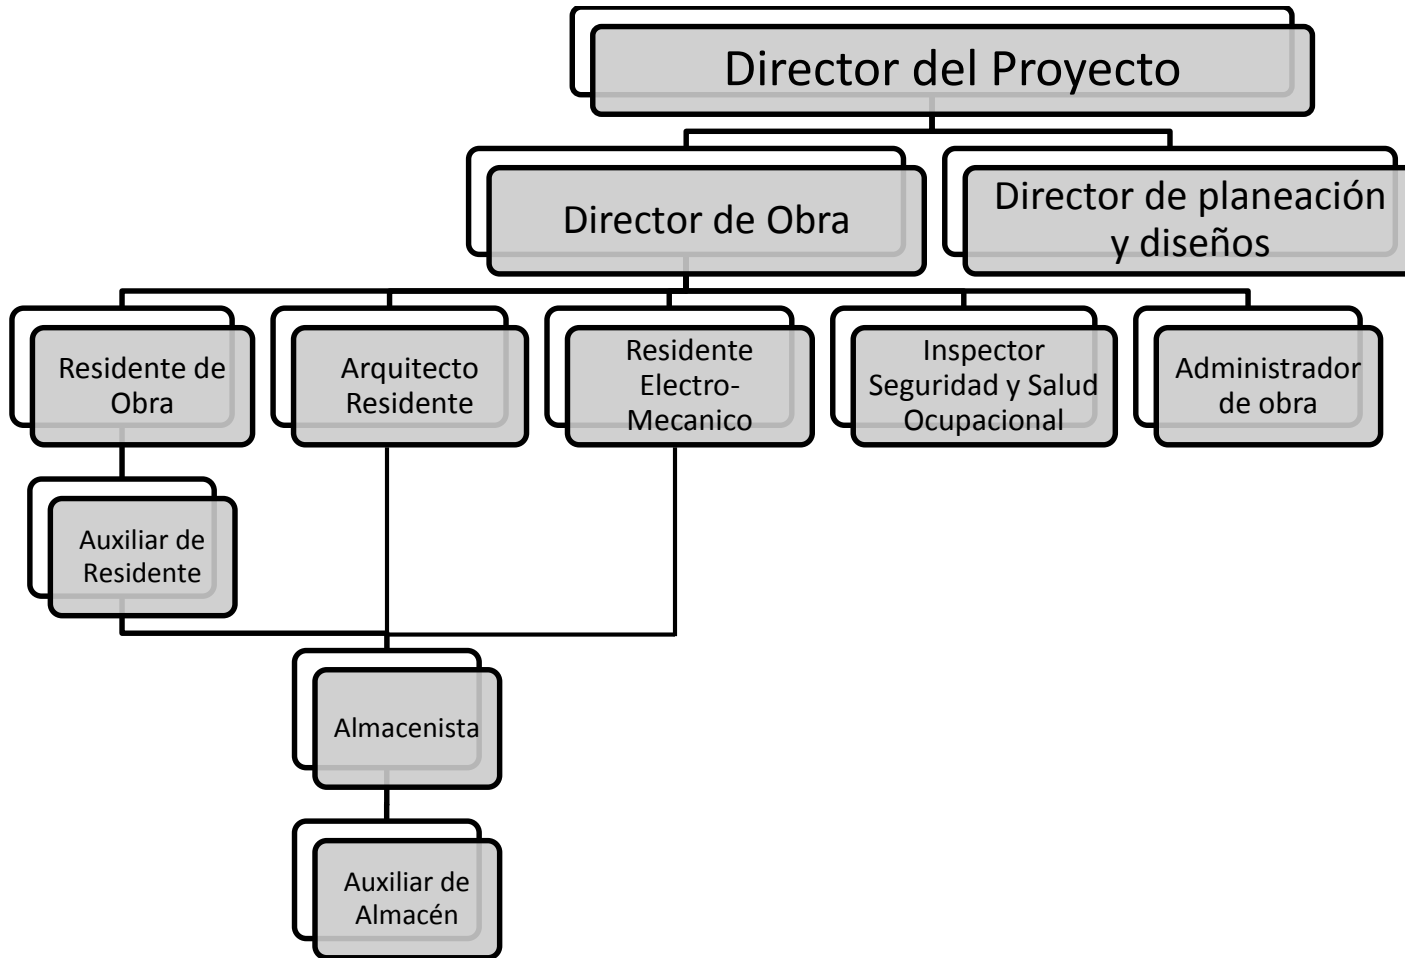 Director del Proyecto
Director de Obra
Director de planeación
y diseños
Residente de
Obra
Arquitecto
Residente
Residente
Electro-
Mecanico
Inspector
Seguridad y Salud
Ocupacional
Administrador
de obra
Auxiliar de
Residente
Almacenista
Auxiliar de
Almacén